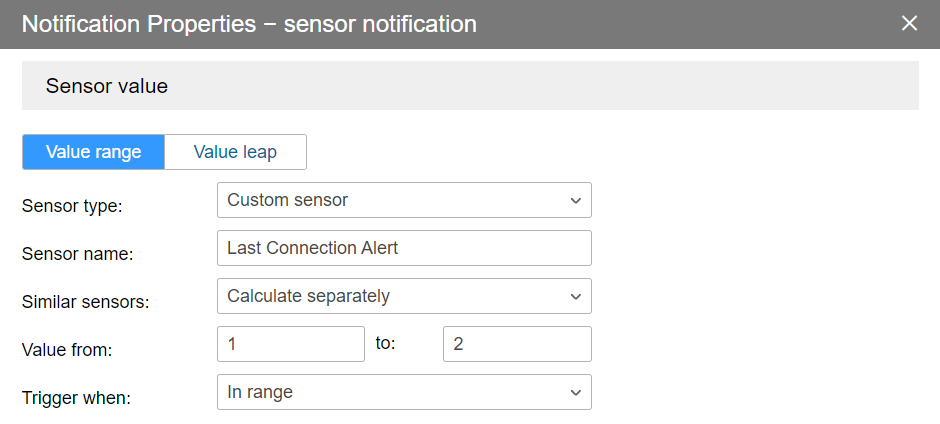 Notification Properties – sensor notification
Sensor value
Value range Value leap
Sensor type: Custom sensor
Sensor name: Last Connection Alert
Similar sensors: Calculate separately
Value from: 1 to: 2
Trigger when: In range